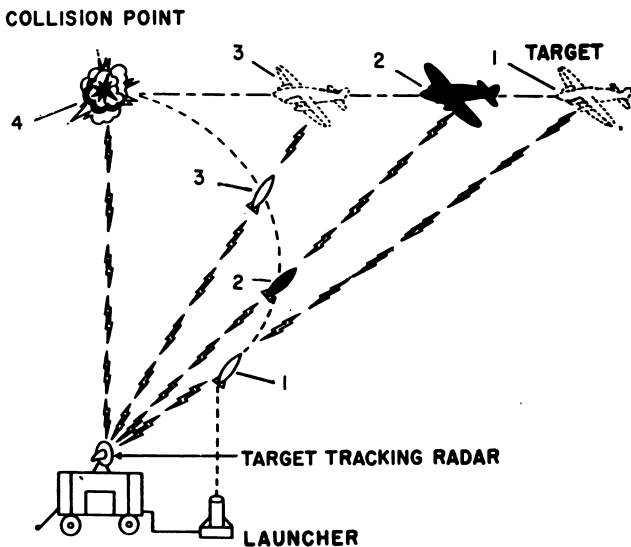 COLLISION POINT
3
2
1
TARGET
4
3
2
1
TARGET TRACKING RADAR
LAUNCHER